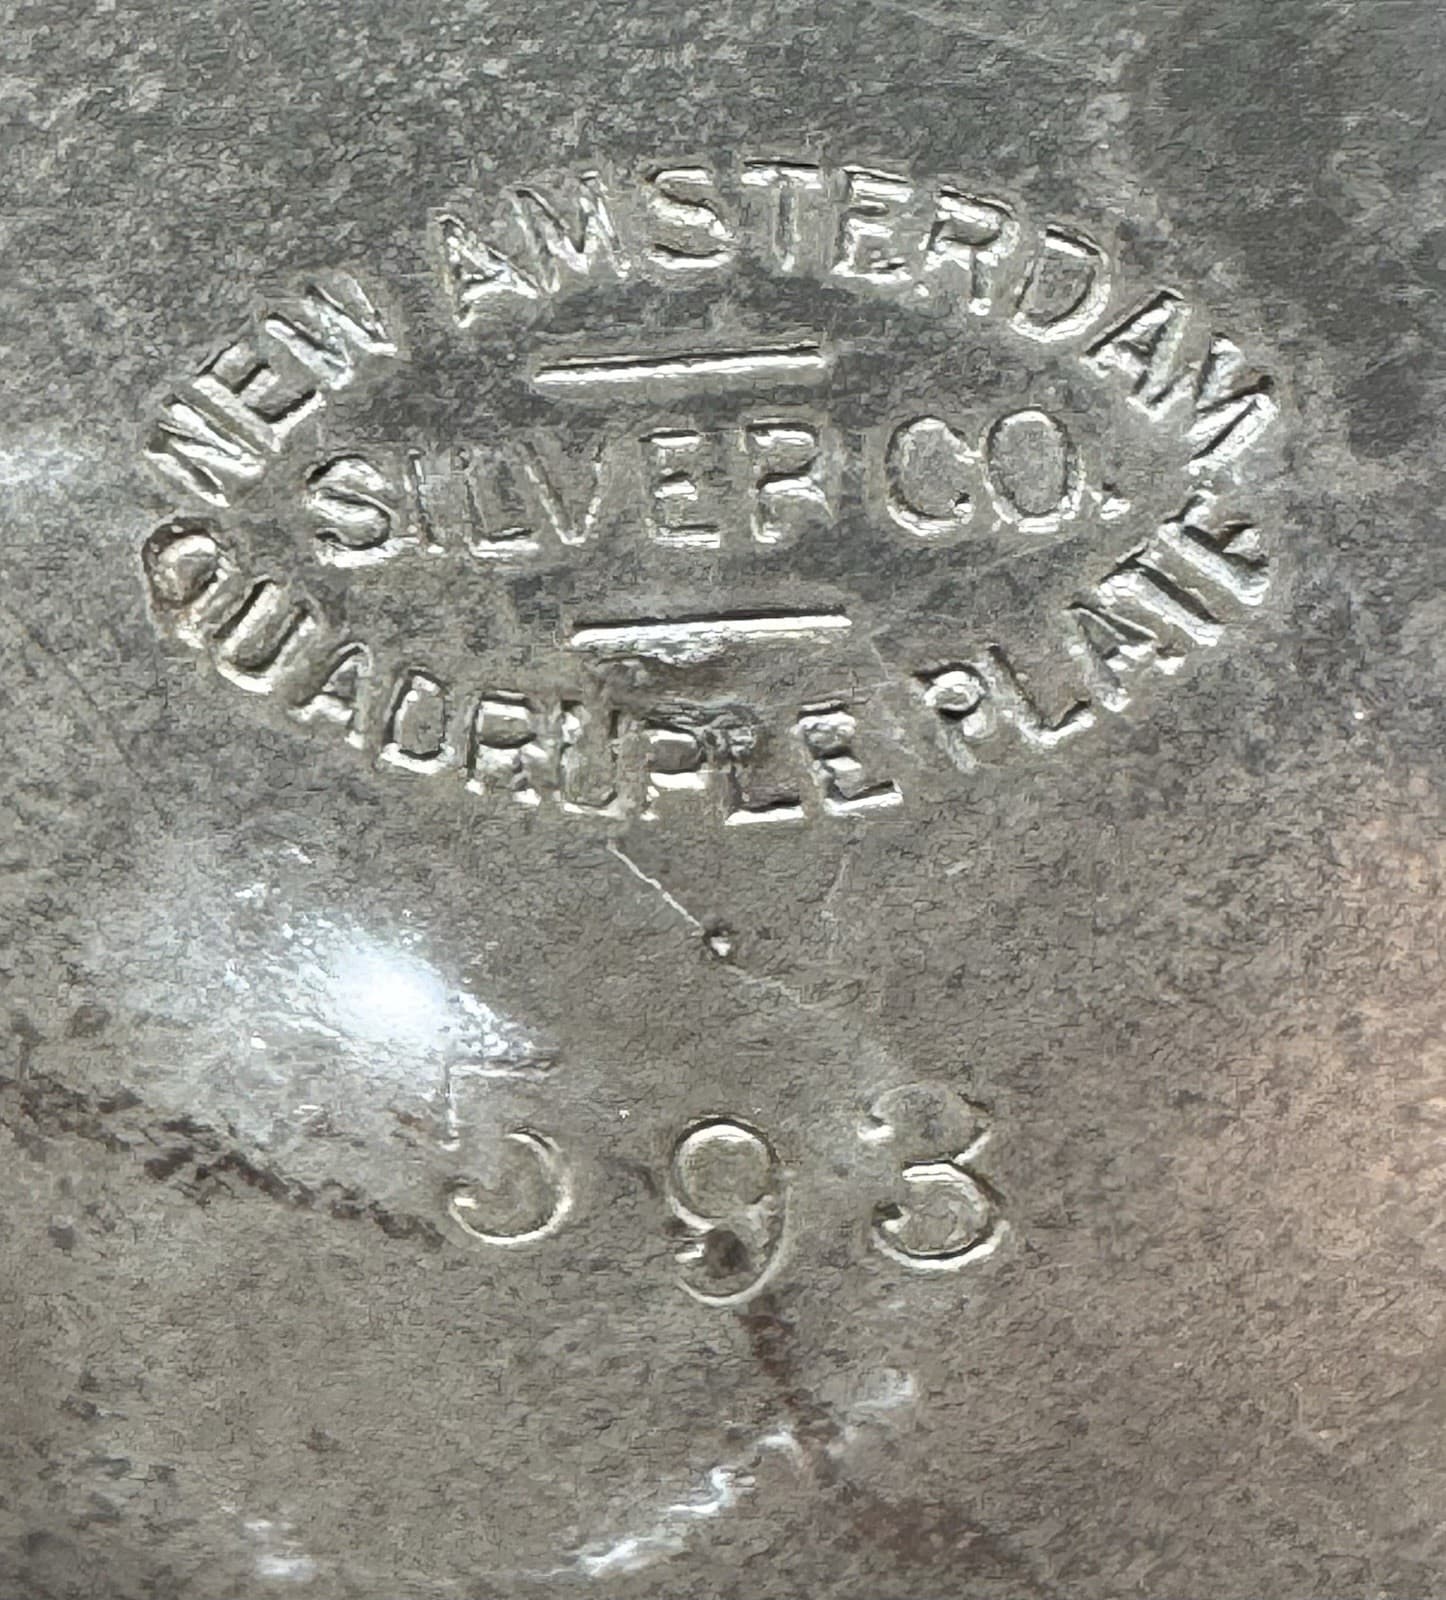 NEW AMSTERDAM
SILVER CO.
QUADRUPLE PLATE
593